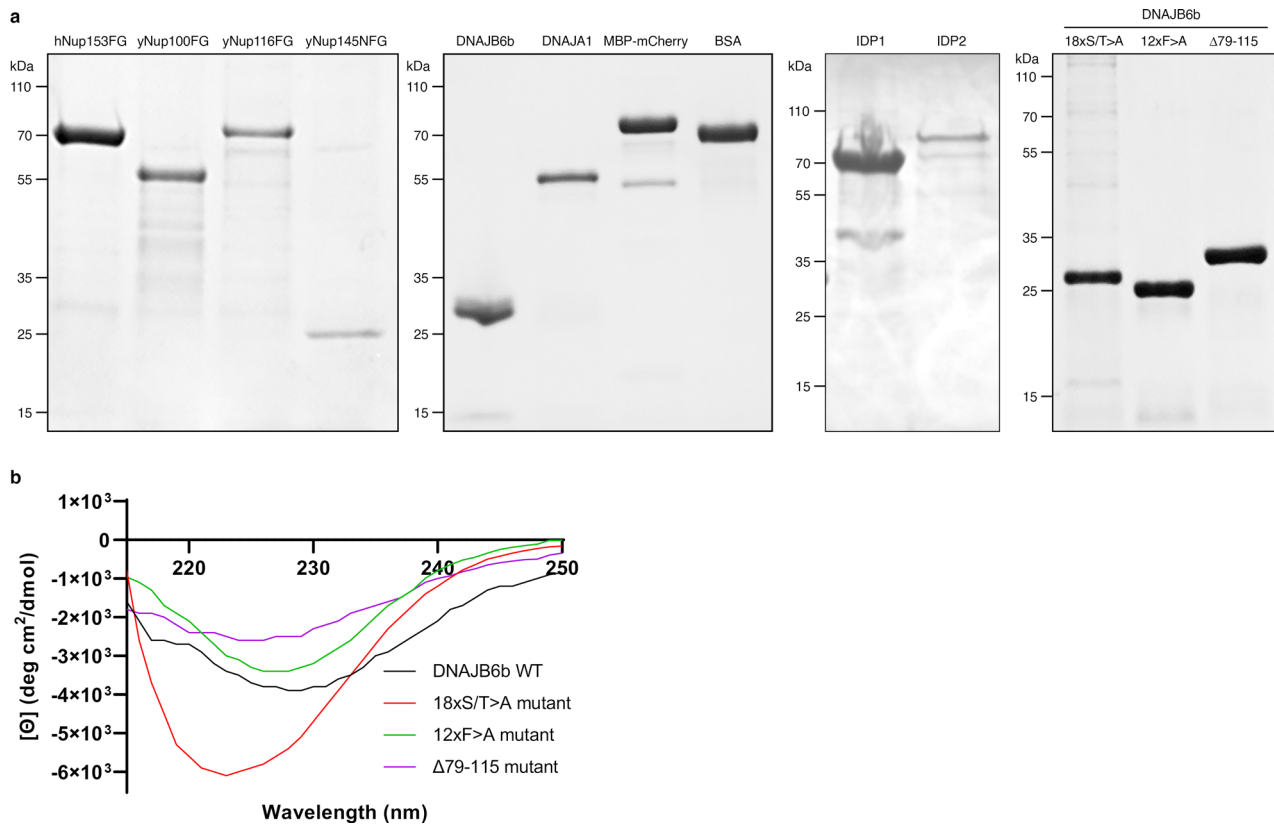 a
hNup153FG yNup100FG yNup116FG yNup145NFG
kDa
110
70
55
35
25
15
DNAJB6b DNAJA1 MBP-mCherry BSA
kDa
110
70
55
35
25
15
IDP1 IDP2
kDa
110
70
55
35
25
15
DNAJB6b
18xS/T>A 12xF>A Δ79-115
kDa
110
70
55
35
25
15
b
1×10³
0
-1×10³
-2×10³
-3×10³
-4×10³
-5×10³
-6×10³
[Θ] (deg cm²/dmol)
220 230 240 250
DNAJB6b WT
18xS/T>A mutant
12xF>A mutant
Δ79-115 mutant
Wavelength (nm)